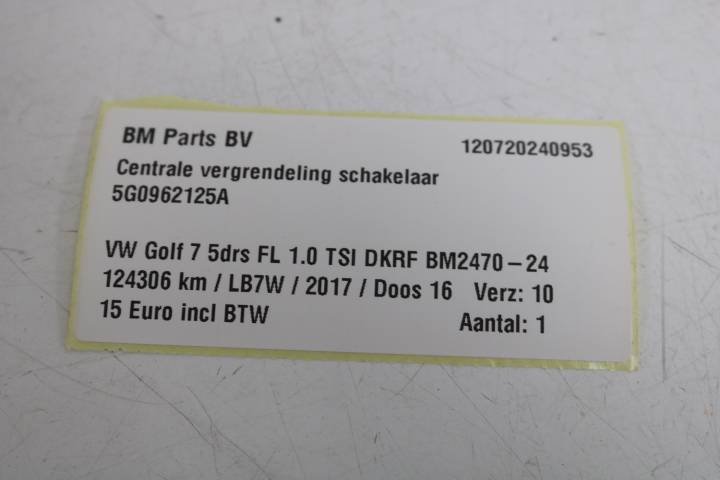 BM Parts BV 120720240953
Centrale vergrendeling schakelaar
5G0962125A
VW Golf 7 5drs FL 1.0 TSI DKRF BM2470-24
124306 km / LB7W / 2017 / Doos 16 Verz: 10
15 Euro incl BTW Aantal: 1